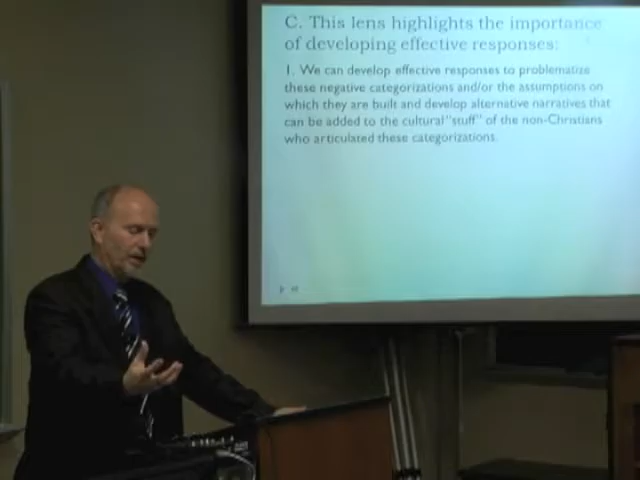 C. This lens highlights the importance
of developing effective responses:
1. We can develop effective responses to problematize
these negative categorizations and/or the assumptions on
which they are built and develop alternative narratives that
can be added to the cultural "stuff" of the non-Christians
who articulated these categorizations.